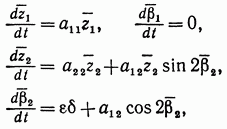 dz̄₁/dt = a₁₁z̄₁, dβ̄₁/dt = 0,
dz̄₂/dt = a₂₂z̄₂ + a₁₂z̄₂ sin 2β̄₂,
dβ̄₂/dt = εδ + a₁₂ cos 2β̄₂,